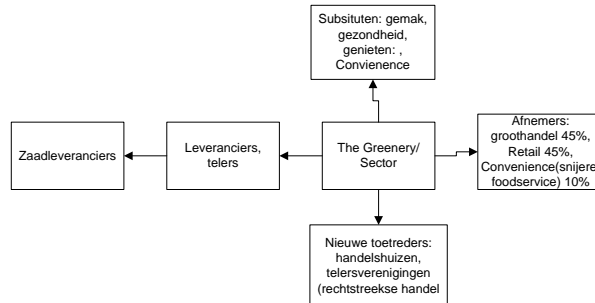 Subsituten: gemak,
gezondheid,
genieten: ,
Convienence
Zaadleveranciers
Leveranciers,
telers
The Greenery/
Sector
Afnemers:
groothandel 45%,
Retail 45%,
Convenience(snijere
foodservice) 10%
Nieuwe toetreders:
handelshuizen,
telersverenigingen
(rechtstreekse handel